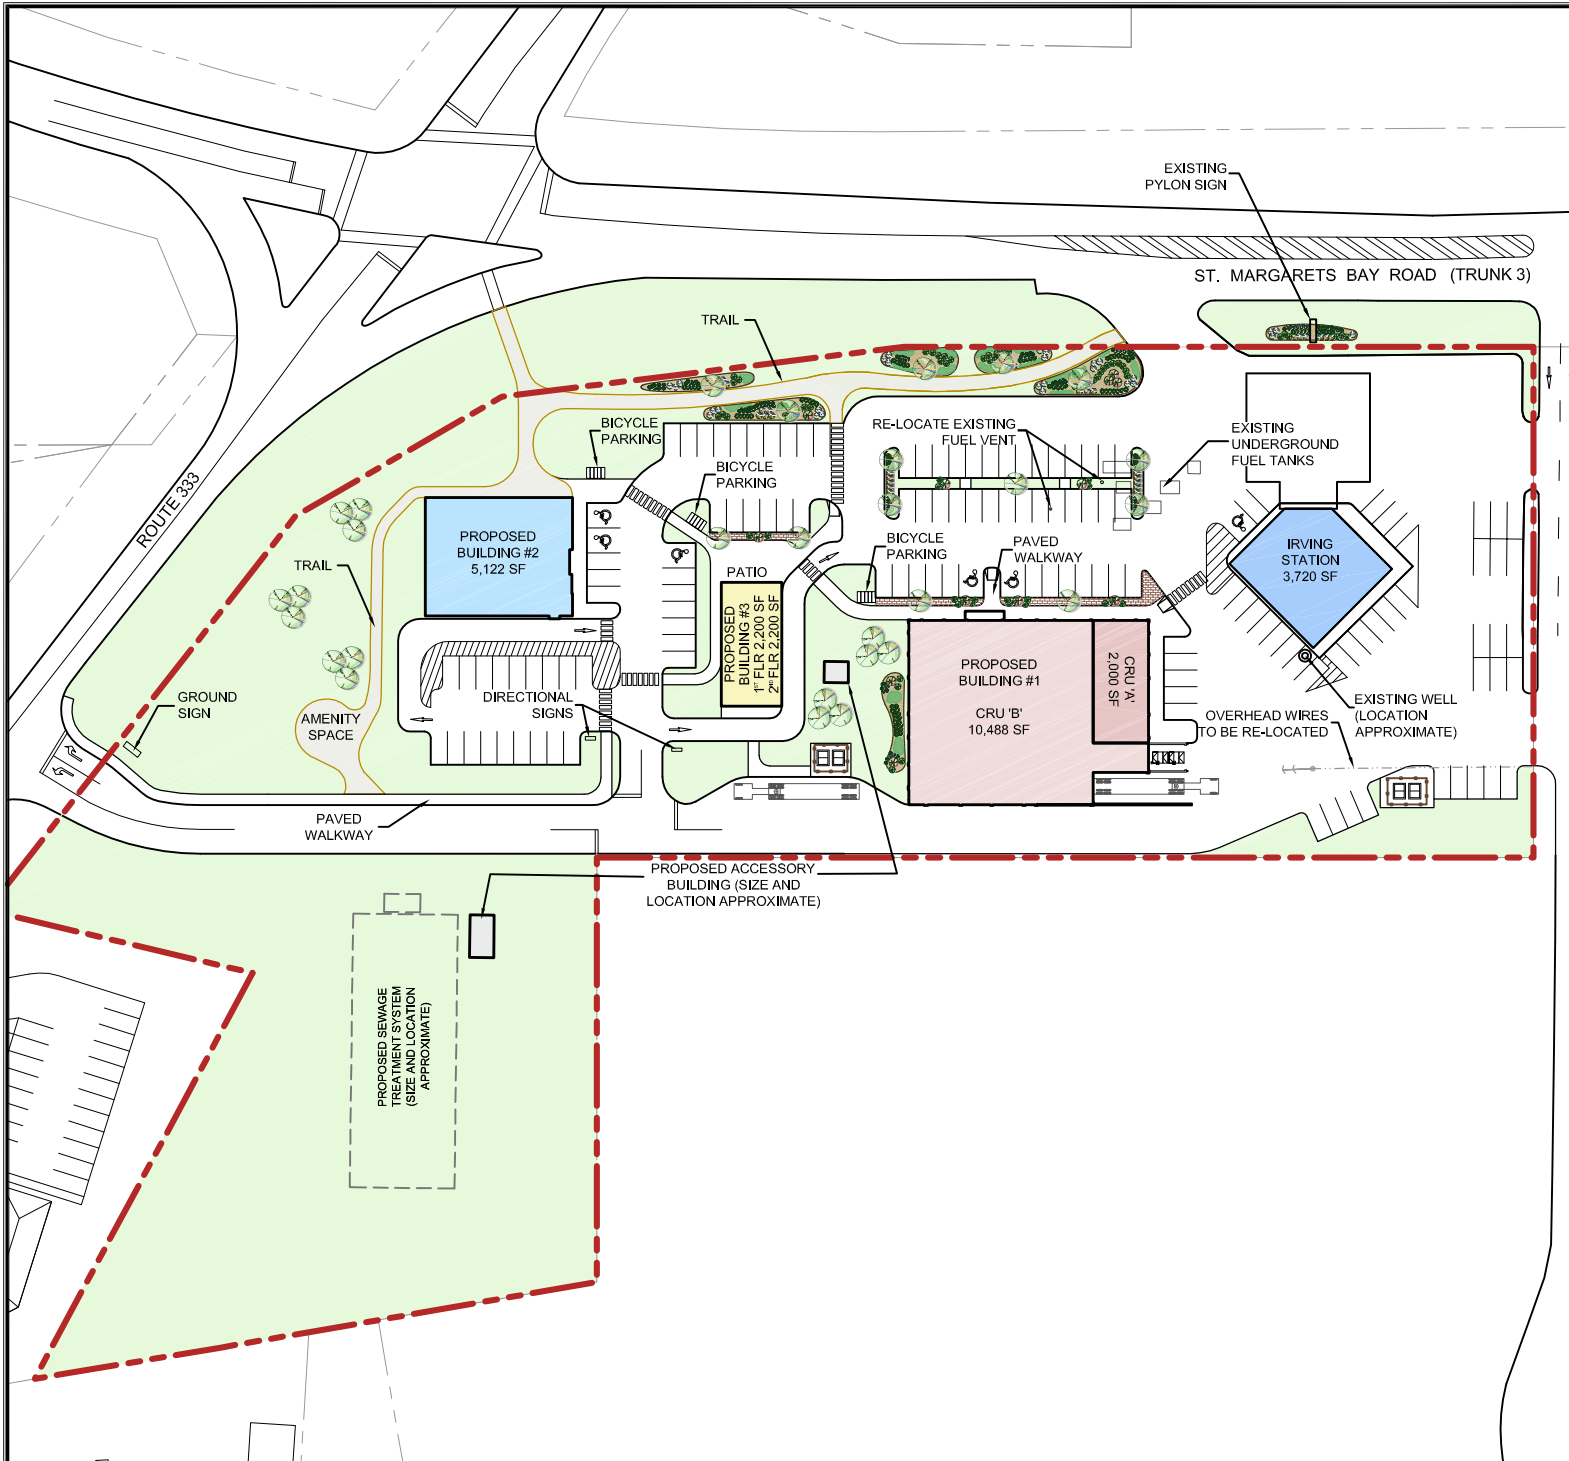 EXISTING
PYLON SIGN
ST. MARGARETS BAY ROAD (TRUNK 3)
TRAIL
BICYCLE
PARKING
RE-LOCATE EXISTING
FUEL VENT
EXISTING
UNDERGROUND
FUEL TANKS
BICYCLE
PARKING
ROUTE 333
PROPOSED
BUILDING #2
5,122 SF
BICYCLE
PARKING
PAVED
WALKWAY
IRVING
STATION
3,720 SF
TRAIL
PATIO
PROPOSED
BUILDING #3
1ST FLR 2,200 SF
2ND FLR 2,200 SF
PROPOSED
BUILDING #1
CRU 'B'
10,488 SF
CRU 'A'
2,000 SF
GROUND
SIGN
AMENITY
SPACE
DIRECTIONAL
SIGNS
OVERHEAD WIRES
TO BE RE-LOCATED
EXISTING WELL
(LOCATION
APPROXIMATE)
PAVED
WALKWAY
PROPOSED ACCESSORY
BUILDING (SIZE AND
LOCATION APPROXIMATE)
PROPOSED SEWAGE
TREATMENT SYSTEM
(SIZE AND LOCATION
APPROXIMATE)